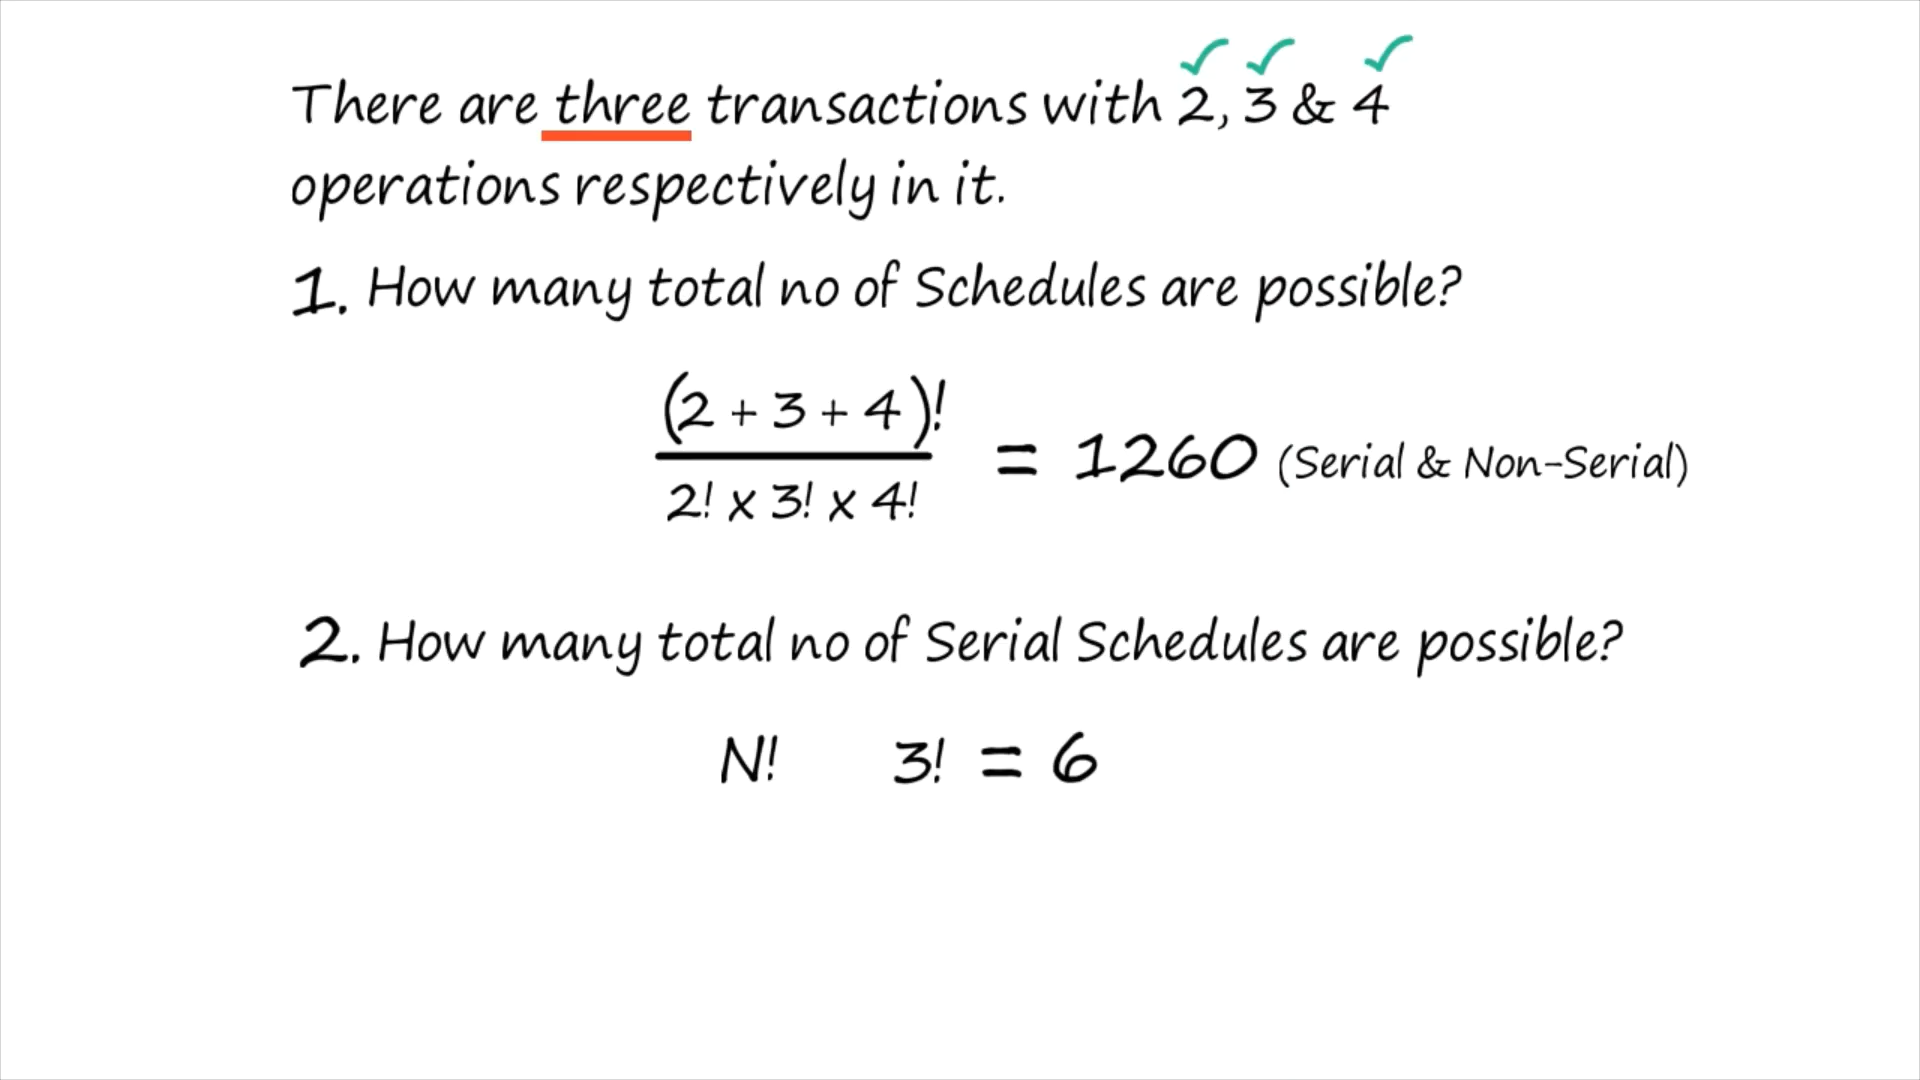 There are three transactions with 2, 3 & 4
operations respectively in it.
1. How many total no of Schedules are possible?
(2 + 3 + 4)!
2! x 3! x 4!
= 1260 (Serial & Non-Serial)
2. How many total no of Serial Schedules are possible?
N! 3! = 6